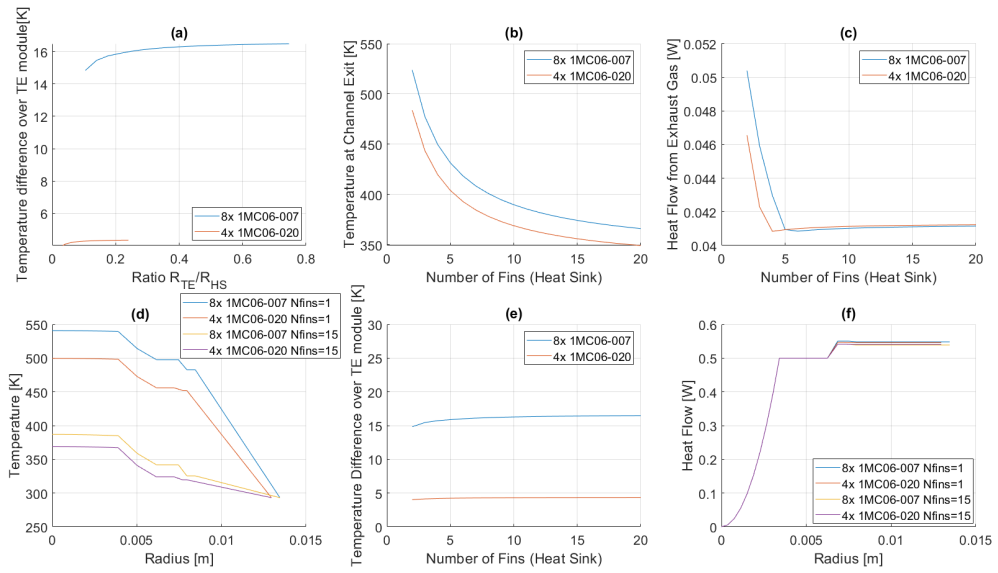 (a)
Temperature difference over TE module[K]
16
14
12
10
8
6
0
0.2
0.4
0.6
0.8
Ratio R_TE/R_HS
8x 1MC06-007
4x 1MC06-020
(b)
Temperature at Channel Exit [K]
550
500
450
400
350
0
5
10
15
20
Number of Fins (Heat Sink)
8x 1MC06-007
4x 1MC06-020
(c)
Heat Flow from Exhaust Gas [W]
0.052
0.05
0.048
0.046
0.044
0.042
0.04
0
5
10
15
20
Number of Fins (Heat Sink)
8x 1MC06-007
4x 1MC06-020
(d)
Temperature [K]
550
500
450
400
350
300
250
0
0.005
0.01
0.015
Radius [m]
8x 1MC06-007 Nfins=1
4x 1MC06-020 Nfins=1
8x 1MC06-007 Nfins=15
4x 1MC06-020 Nfins=15
(e)
Temperature Difference over TE module [K]
30
25
20
15
10
5
0
0
5
10
15
20
Number of Fins (Heat Sink)
8x 1MC06-007
4x 1MC06-020
(f)
Heat Flow [W]
0.6
0.5
0.4
0.3
0.2
0.1
0
0
0.005
0.01
0.015
Radius [m]
8x 1MC06-007 Nfins=1
4x 1MC06-020 Nfins=1
8x 1MC06-007 Nfins=15
4x 1MC06-020 Nfins=15